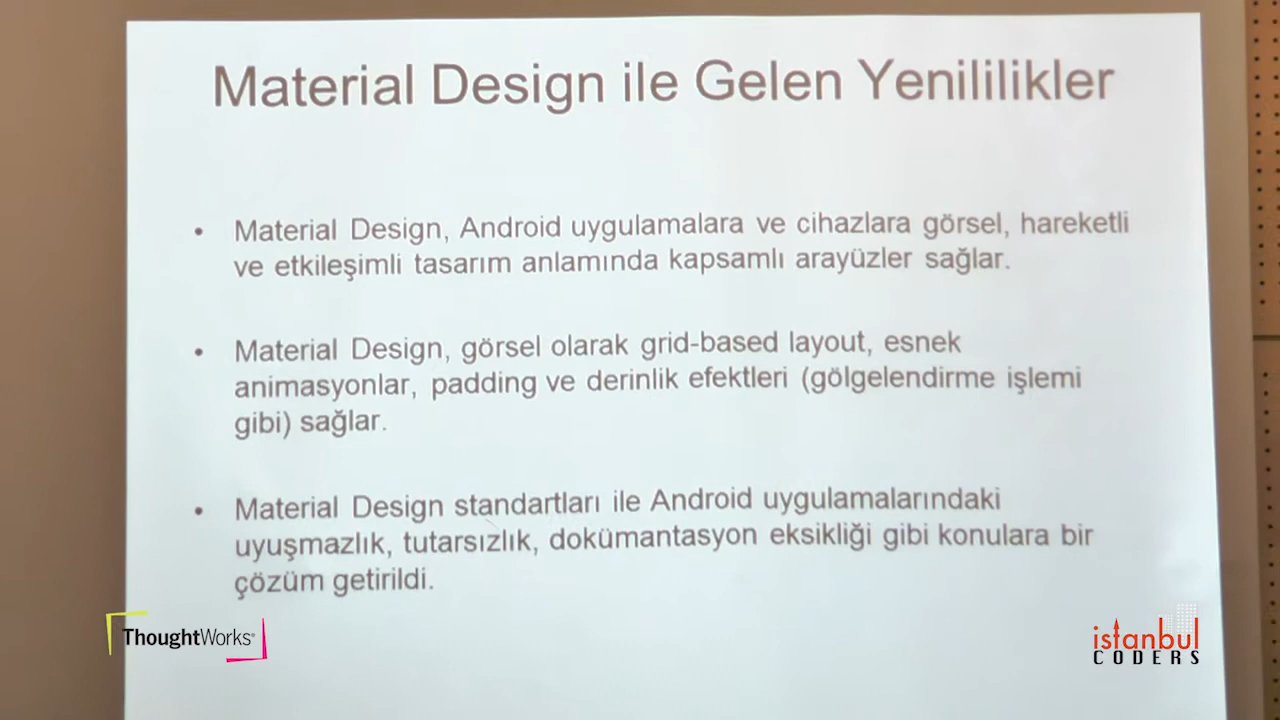 Material Design ile Gelen Yenililikler
• Material Design, Android uygulamalara ve cihazlara görsel, hareketli
ve etkileşimli tasarım anlamında kapsamlı arayüzler sağlar.
• Material Design, görsel olarak grid-based layout, esnek
animasyonlar, padding ve derinlik efektleri (gölgelendirme işlemi
gibi) sağlar.
• Material Design standartları ile Android uygulamalarındaki
uyuşmazlık, tutarsızlık, dokümantasyon eksikliği gibi konulara bir
çözüm getirildi.
ThoughtWorks®
istanbul
CODERS